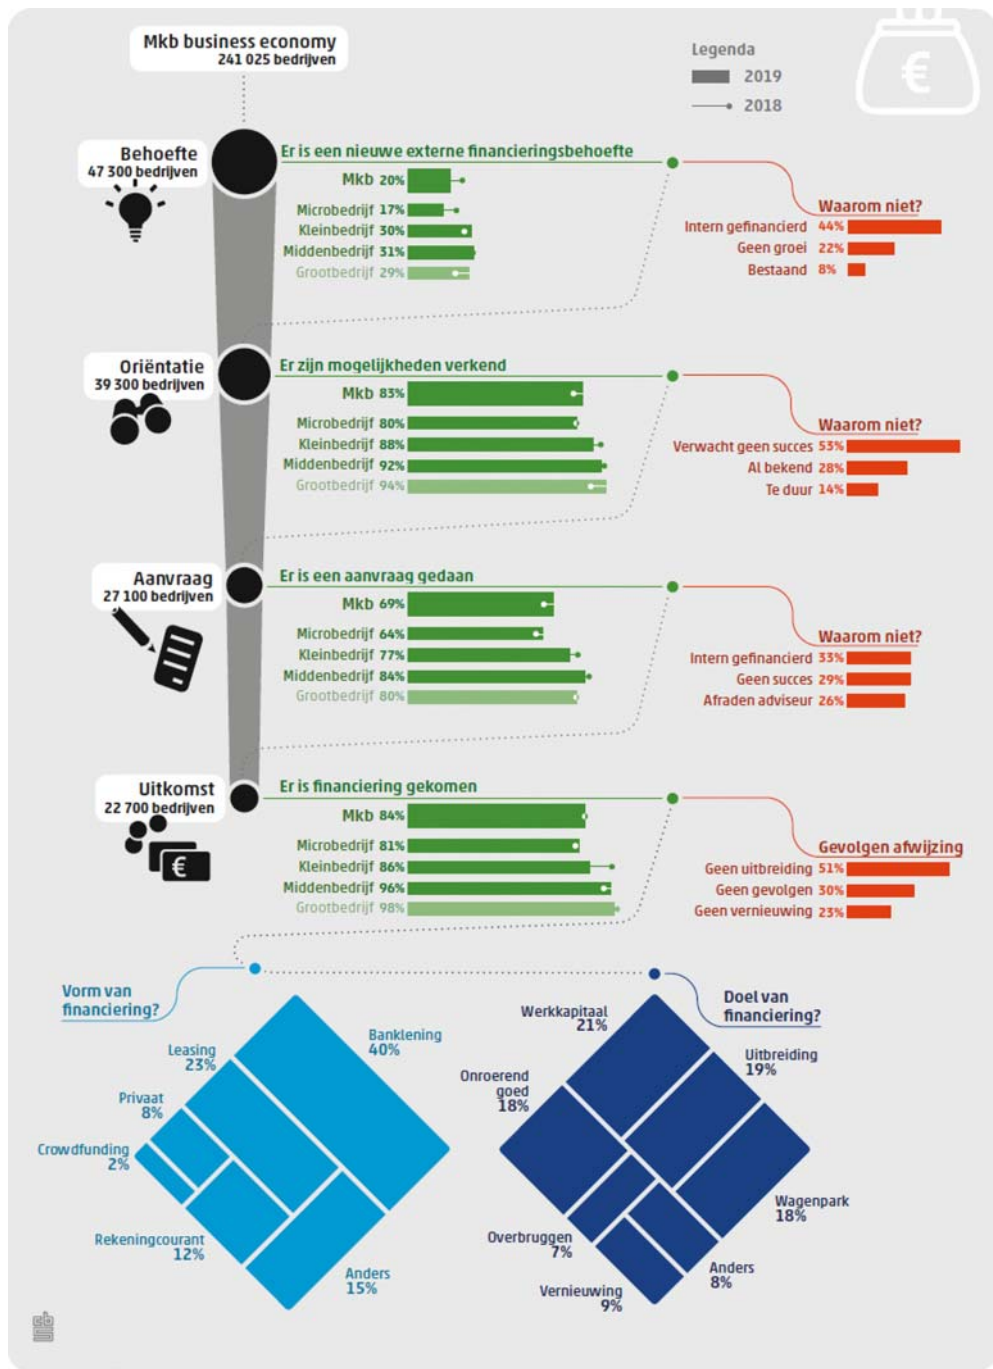 Mkb business economy
241 025 bedrijven
Legenda
2019
2018
€
Behoefte
47 300 bedrijven
Er is een nieuwe externe financieringsbehoefte
Mkb 20%
Microbedrijf 17%
Kleinbedrijf 30%
Middenbedrijf 31%
Grootbedrijf 29%
Waarom niet?
Intern gefinancierd 44%
Geen groei 22%
Bestaand 8%
Oriëntatie
39 300 bedrijven
Er zijn mogelijkheden verkend
Mkb 83%
Microbedrijf 80%
Kleinbedrijf 88%
Middenbedrijf 92%
Grootbedrijf 94%
Waarom niet?
Verwacht geen succes 53%
Al bekend 28%
Te duur 14%
Aanvraag
27 100 bedrijven
Er is een aanvraag gedaan
Mkb 69%
Microbedrijf 64%
Kleinbedrijf 77%
Middenbedrijf 84%
Grootbedrijf 80%
Waarom niet?
Intern gefinancierd 33%
Geen succes 29%
Afraden adviseur 26%
Uitkomst
22 700 bedrijven
€
Er is financiering gekomen
Mkb 84%
Microbedrijf 81%
Kleinbedrijf 86%
Middenbedrijf 96%
Grootbedrijf 98%
Gevolgen afwijzing
Geen uitbreiding 51%
Geen gevolgen 30%
Geen vernieuwing 23%
Vorm van
financiering?
Banklening
40%
Leasing
23%
Privaat
8%
Crowdfunding
2%
Rekeningcourant
12%
Anders
15%
Doel van
financiering?
Werkkapitaal
21%
Uitbreiding
19%
Onroerend
goed
18%
Wagenpark
18%
Overbruggen
7%
Anders
8%
Vernieuwing
9%
cbs